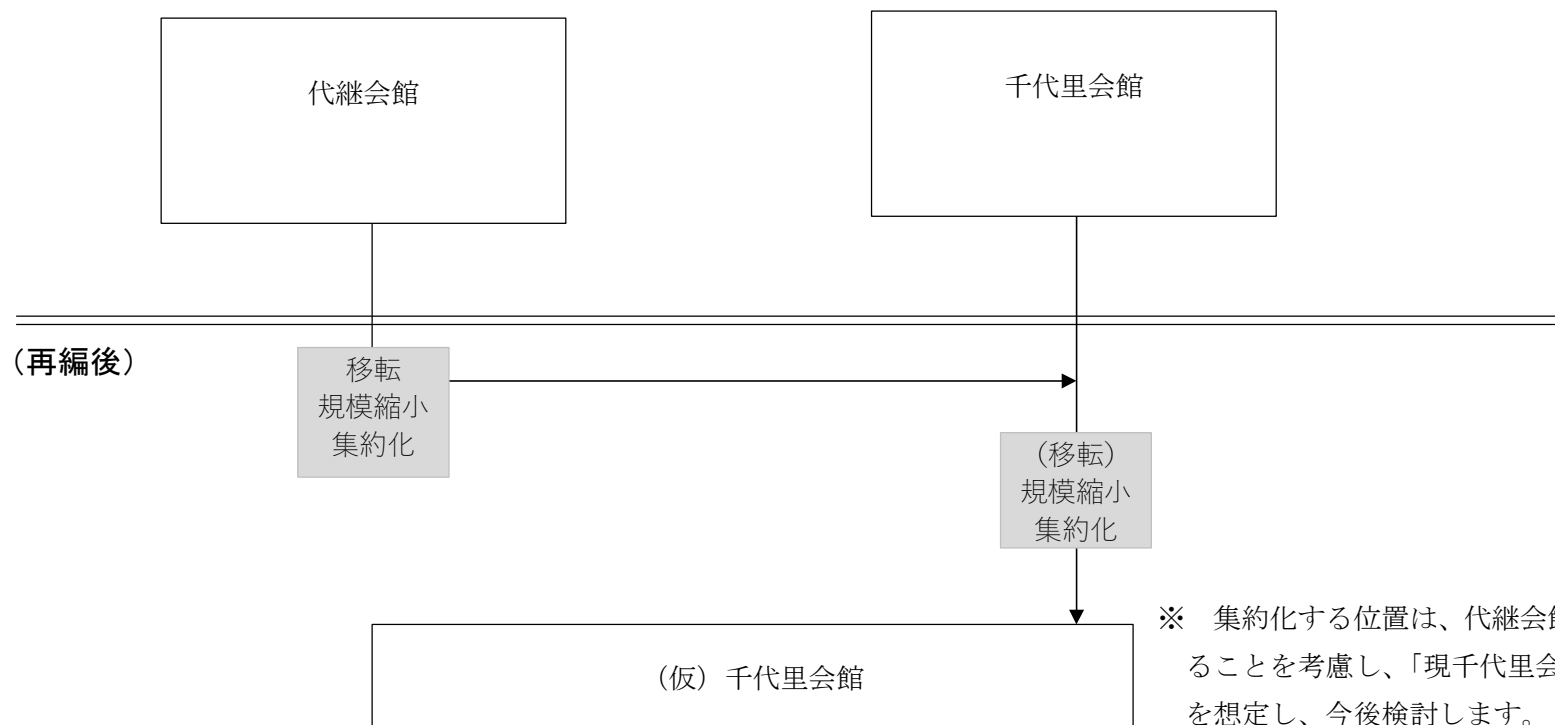 代継会館
千代里会館
（再編後）
移転
規模縮小
集約化
（移転）
規模縮小
集約化
（仮）千代里会館
※　集約化する位置は、代継会
ることを考慮し、「現千代里会
を想定し、今後検討します。